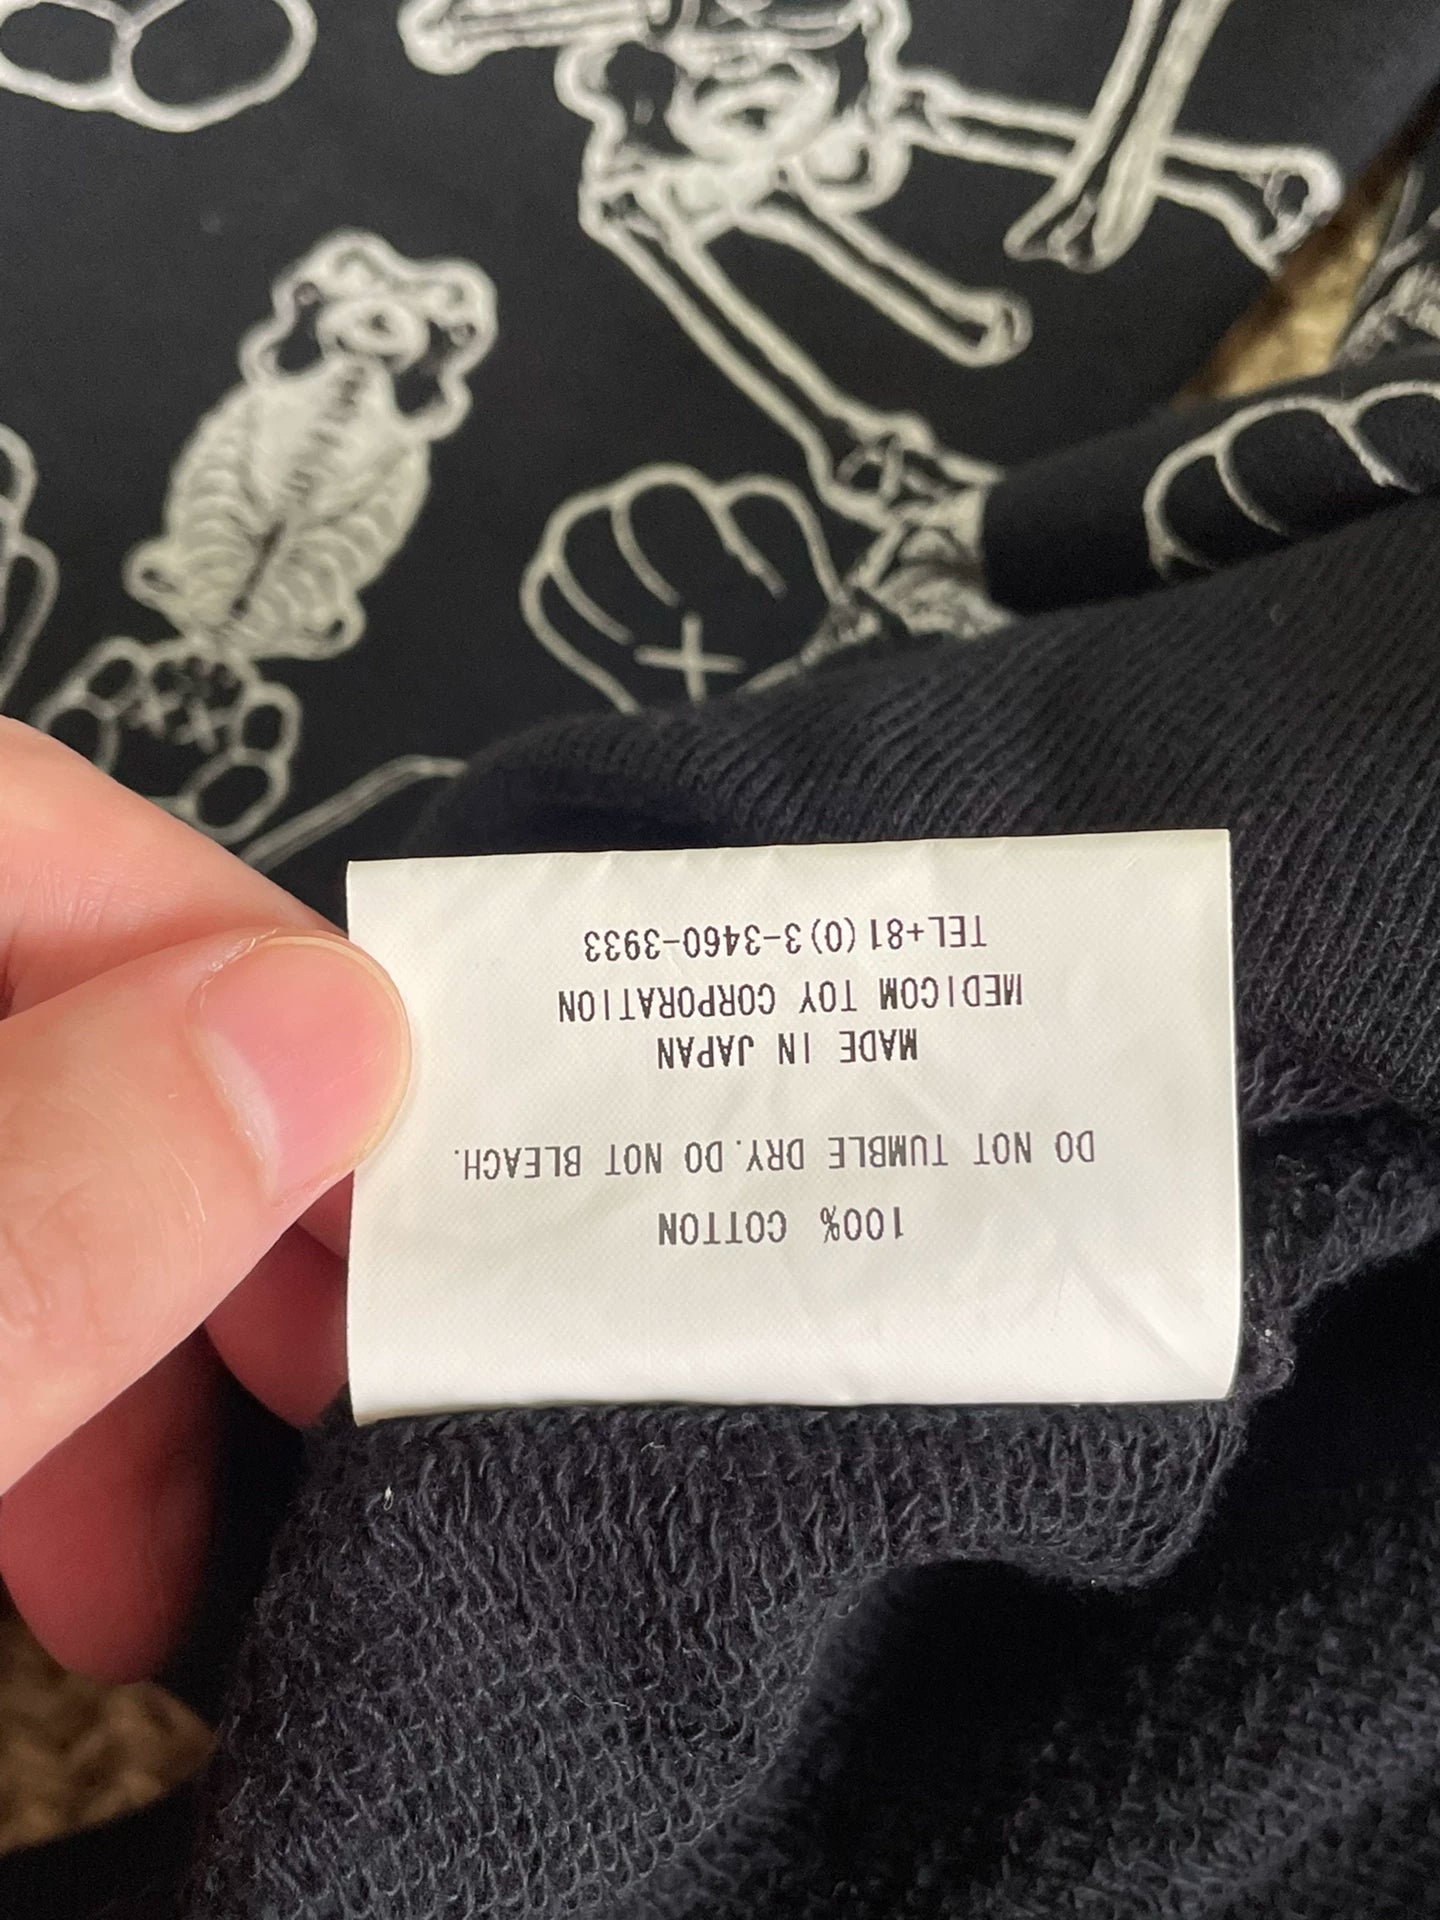 100% COTTON
DO NOT TUMBLE DRY.DO NOT BLEACH.
MADE IN JAPAN
MEDICOM TOY CORPORATION
TEL+81(0)3-3460-3933